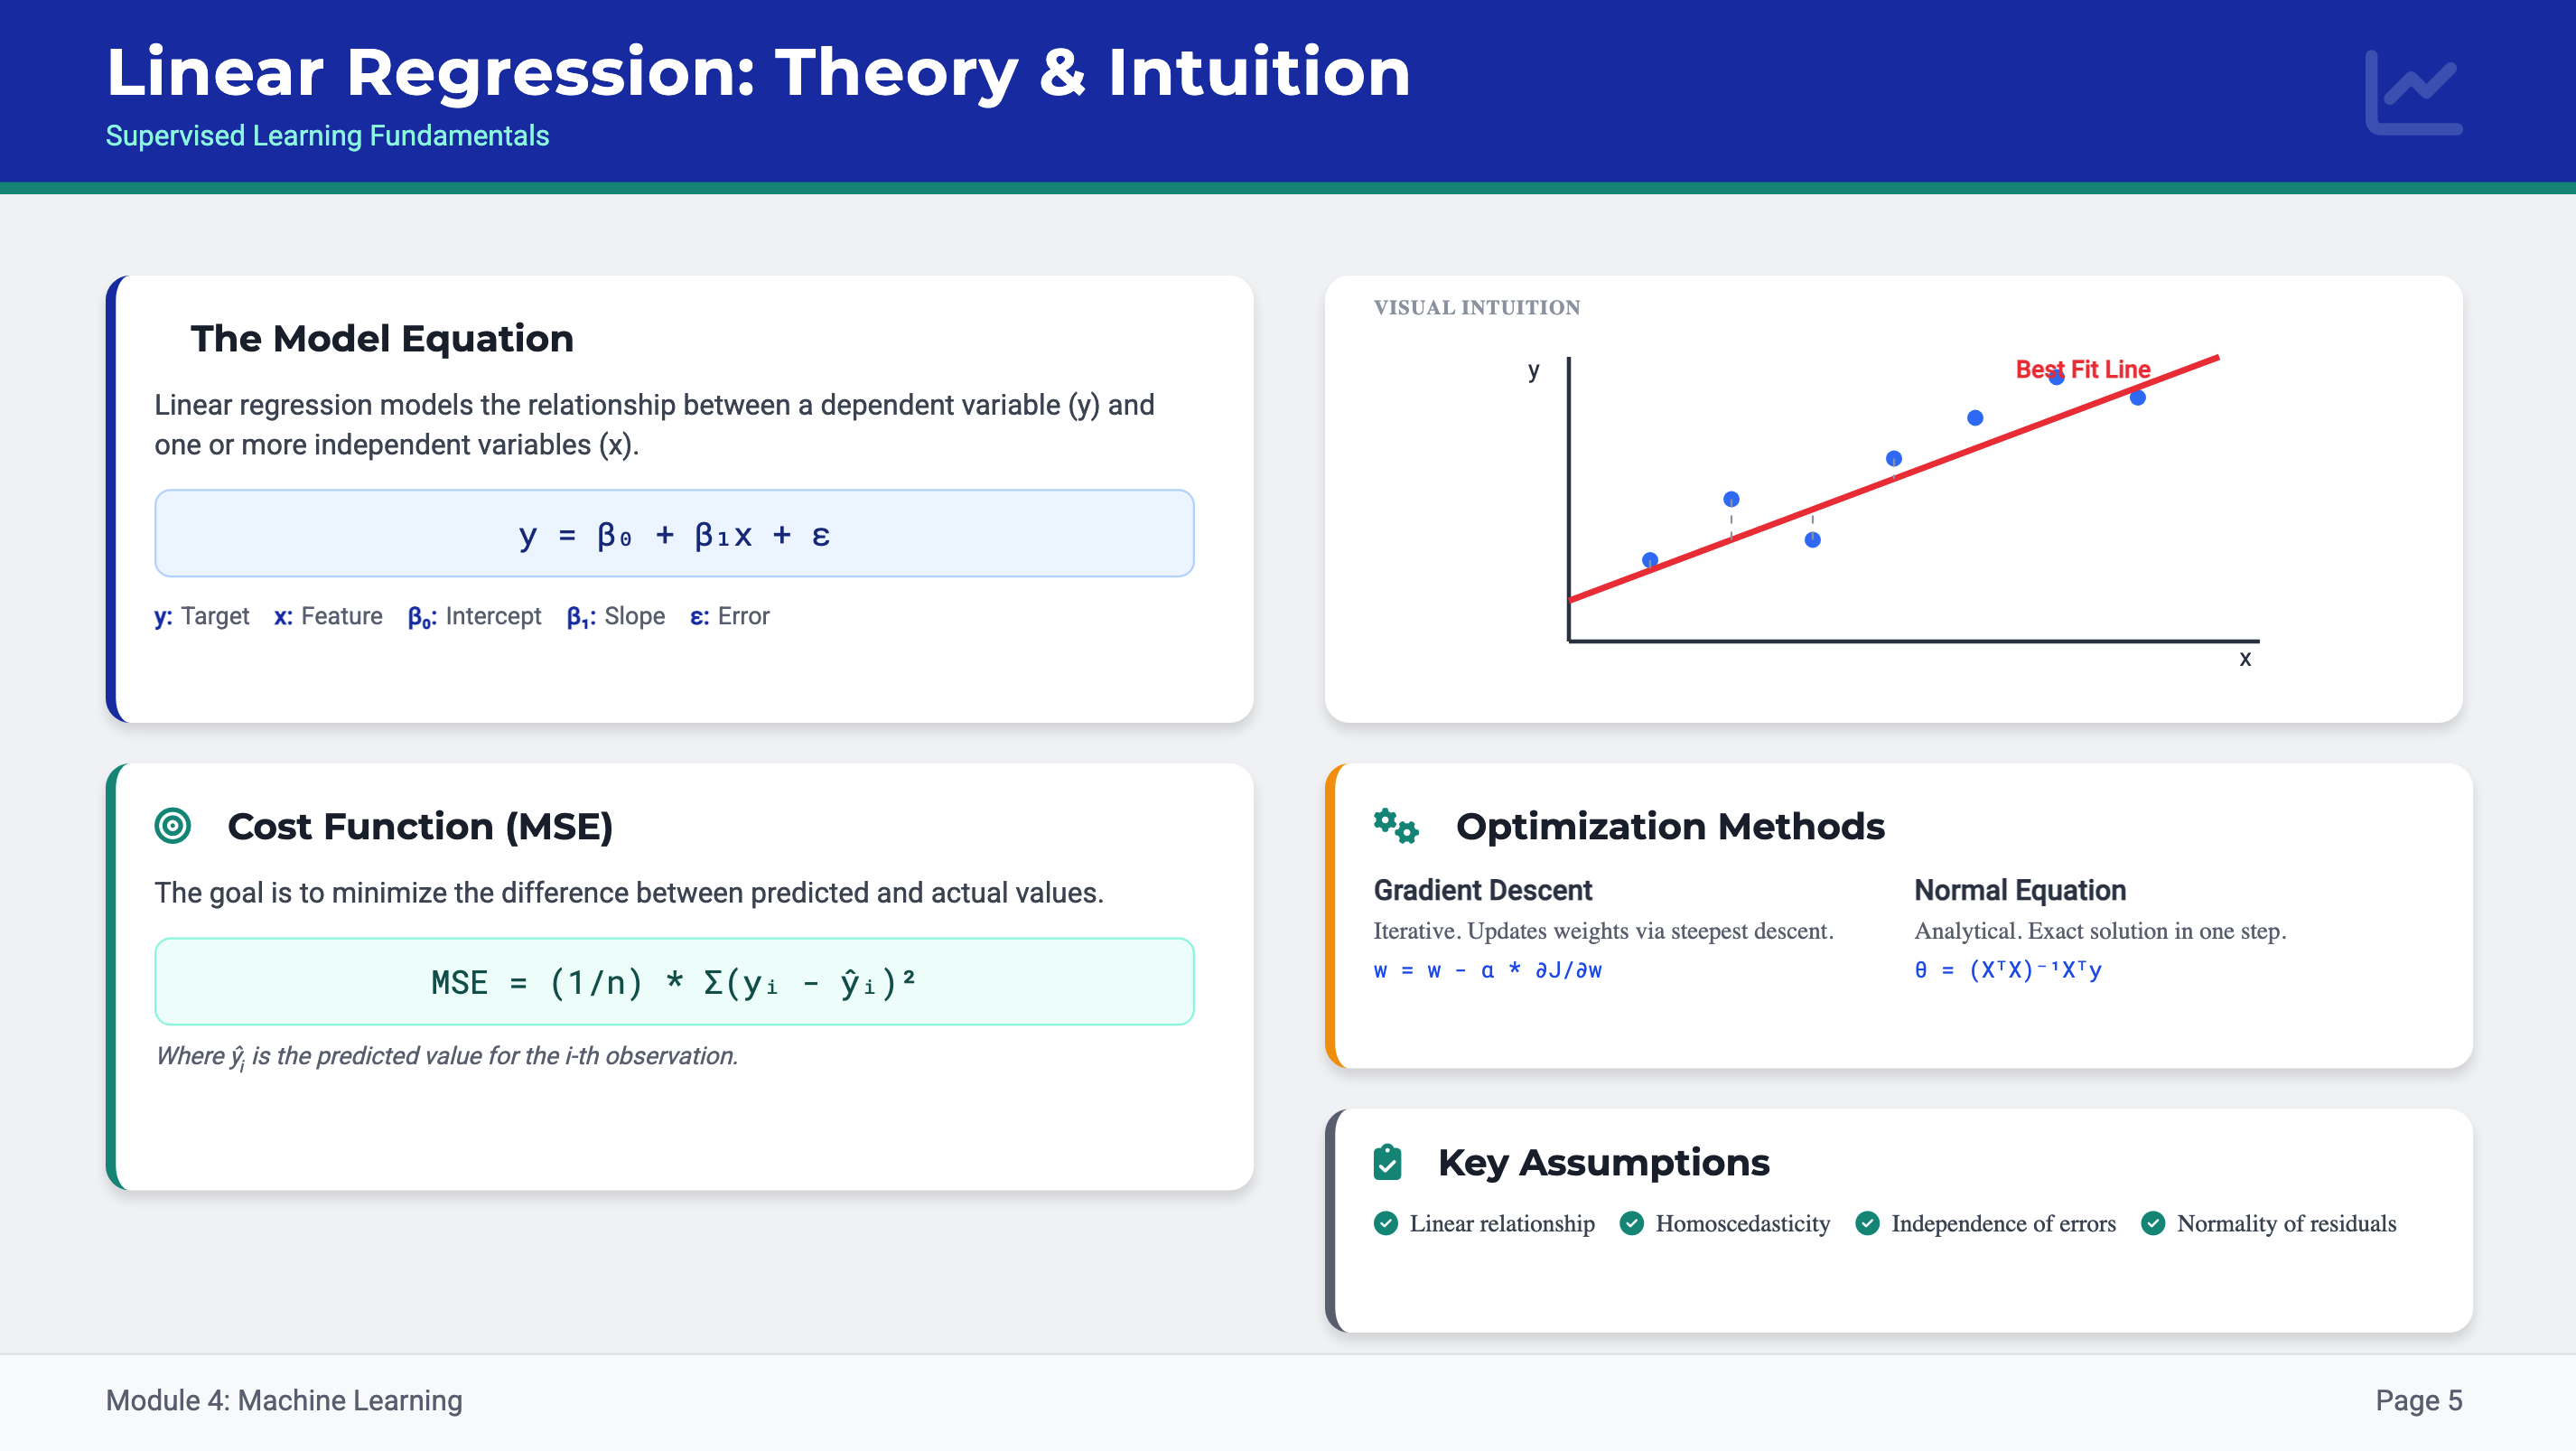 Linear Regression: Theory & Intuition
Supervised Learning Fundamentals
The Model Equation
Linear regression models the relationship between a dependent variable (y) and
one or more independent variables (x).
y = β₀ + β₁x + ε
y: Target x: Feature β₀: Intercept β₁: Slope ε: Error
VISUAL INTUITION
y
Best Fit Line
x
Cost Function (MSE)
The goal is to minimize the difference between predicted and actual values.
MSE = (1/n) * Σ(yᵢ - ŷᵢ)²
Where ŷᵢ is the predicted value for the i-th observation.
Optimization Methods
Gradient Descent
Iterative. Updates weights via steepest descent.
w = w - α * ∂J/∂w
Normal Equation
Analytical. Exact solution in one step.
θ = (XᵀX)⁻¹Xᵀy
Key Assumptions
Linear relationship Homoscedasticity Independence of errors Normality of residuals
Module 4: Machine Learning
Page 5